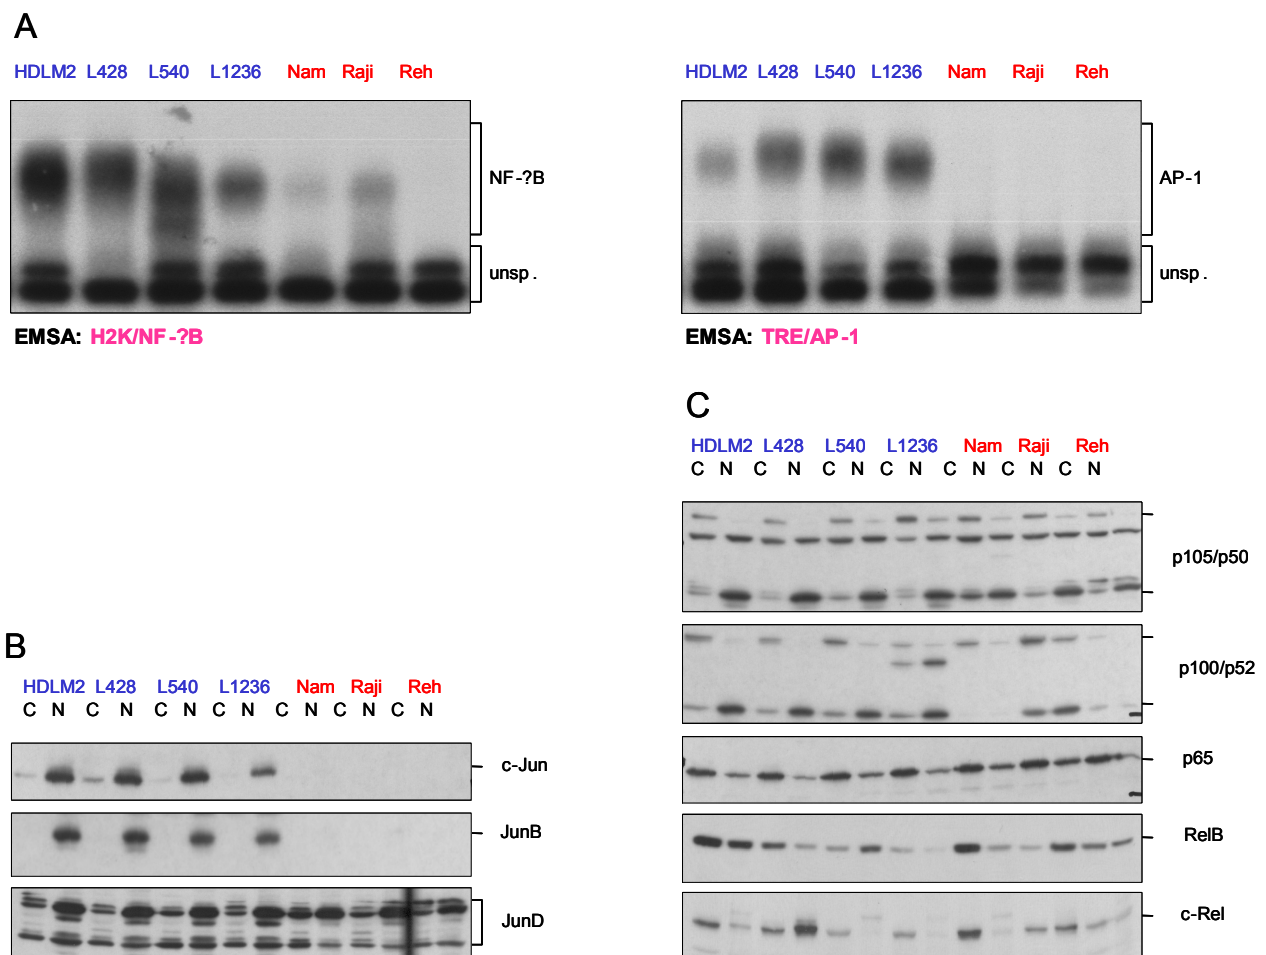 A
HDLM2 L428 L540 L1236 Nam Raji Reh
NF-?B
unsp.
EMSA: H2K/NF-?B
HDLM2 L428 L540 L1236 Nam Raji Reh
AP-1
unsp.
EMSA: TRE/AP-1
B
HDLM2 L428 L540 L1236 Nam Raji Reh
C N C N C N C N C N C N C N
c-Jun
JunB
JunD
C
HDLM2 L428 L540 L1236 Nam Raji Reh
C N C N C N C N C N C N C N
p105/p50
p100/p52
p65
RelB
c-Rel